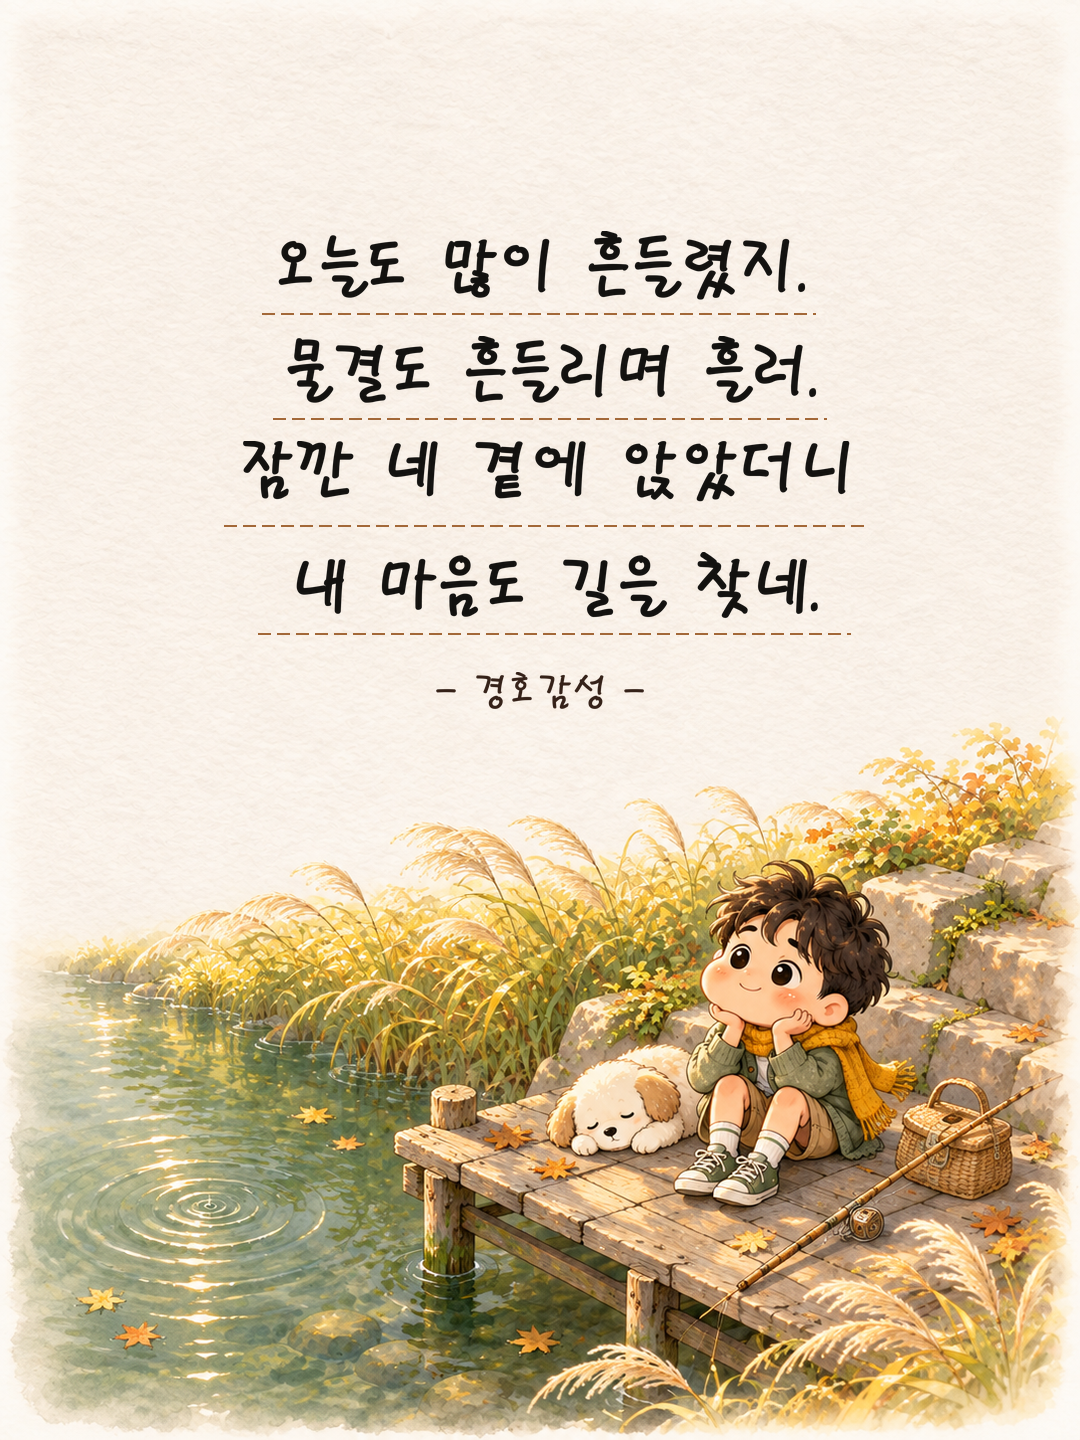 오늘도 많이 흔들렸지.
물결도 흔들리며 흘러.
잠깐 네 곁에 앉았더니
내 마음도 길을 찾네.
- 경호감성 -